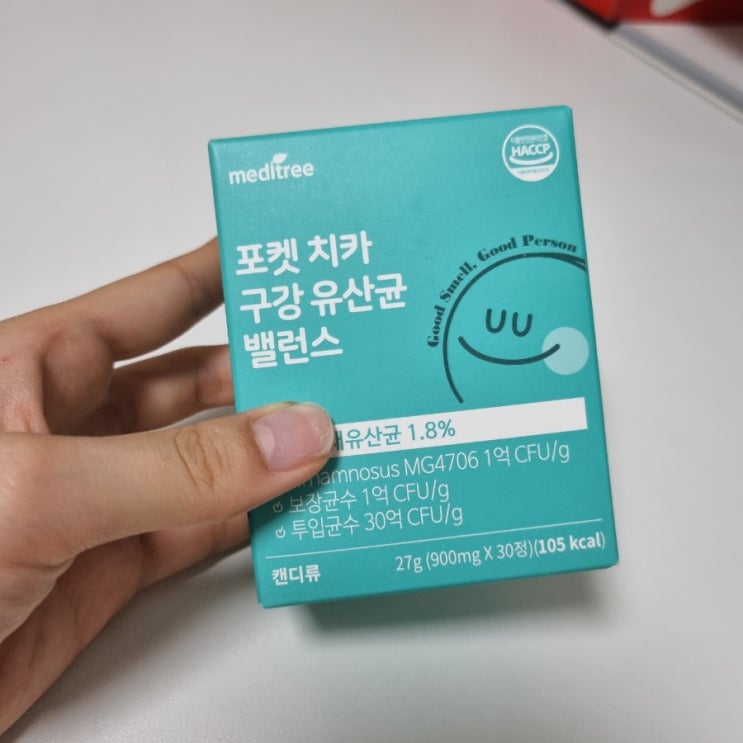 meditree
HACCP
포켓 치카
구강 유산균
밸런스
Good Smell, Good Person
유산균 1.8%
MG4706 1억 CFU/g
보장균수 1억 CFU/g
투입균수 30억 CFU/g
캔디류
27g (900mg X 30정)(105 kcal)